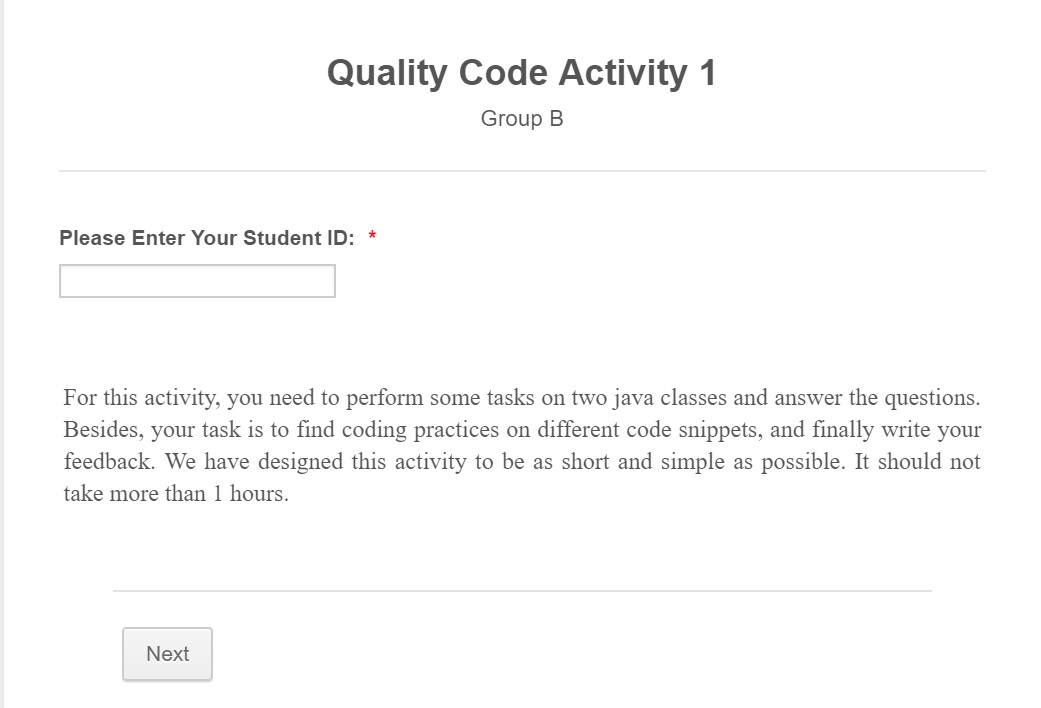 Quality Code Activity 1
Group B
Please Enter Your Student ID: *
For this activity, you need to perform some tasks on two java classes and answer the questions.
Besides, your task is to find coding practices on different code snippets, and finally write your
feedback. We have designed this activity to be as short and simple as possible. It should not
take more than 1 hours.
Next